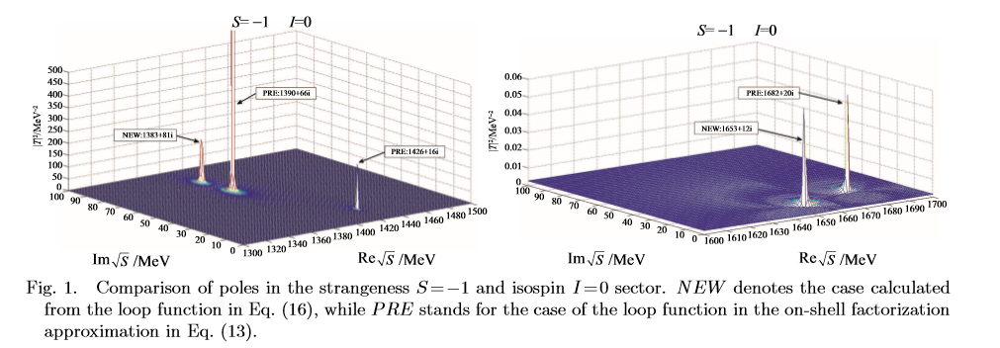 S=−1 I=0
S=−1 I=0
500
450
400
350
300
250
200
150
100
50
0
|T|²/MeV⁻²
PRE:1390+66i
NEW:1383+81i
PRE:1426+16i
100 90 80 70 60 50 40 30 20 10 0
1300 1320 1340 1360 1380 1400 1420 1440 1460 1480 1500
Im√s /MeV
Re√s /MeV
0.06
0.05
0.04
0.03
0.02
0.01
0
|T|²/MeV⁻²
PRE:1682+20i
NEW:1653+12i
100 90 80 70 60 50 40 30 20 10 0
1600 1610 1620 1630 1640 1650 1660 1670 1680 1690 1700
Im√s /MeV
Re√s /MeV
Fig. 1. Comparison of poles in the strangeness S=−1 and isospin I=0 sector. NEW denotes the case calculated
from the loop function in Eq. (16), while PRE stands for the case of the loop function in the on-shell factorization
approximation in Eq. (13).